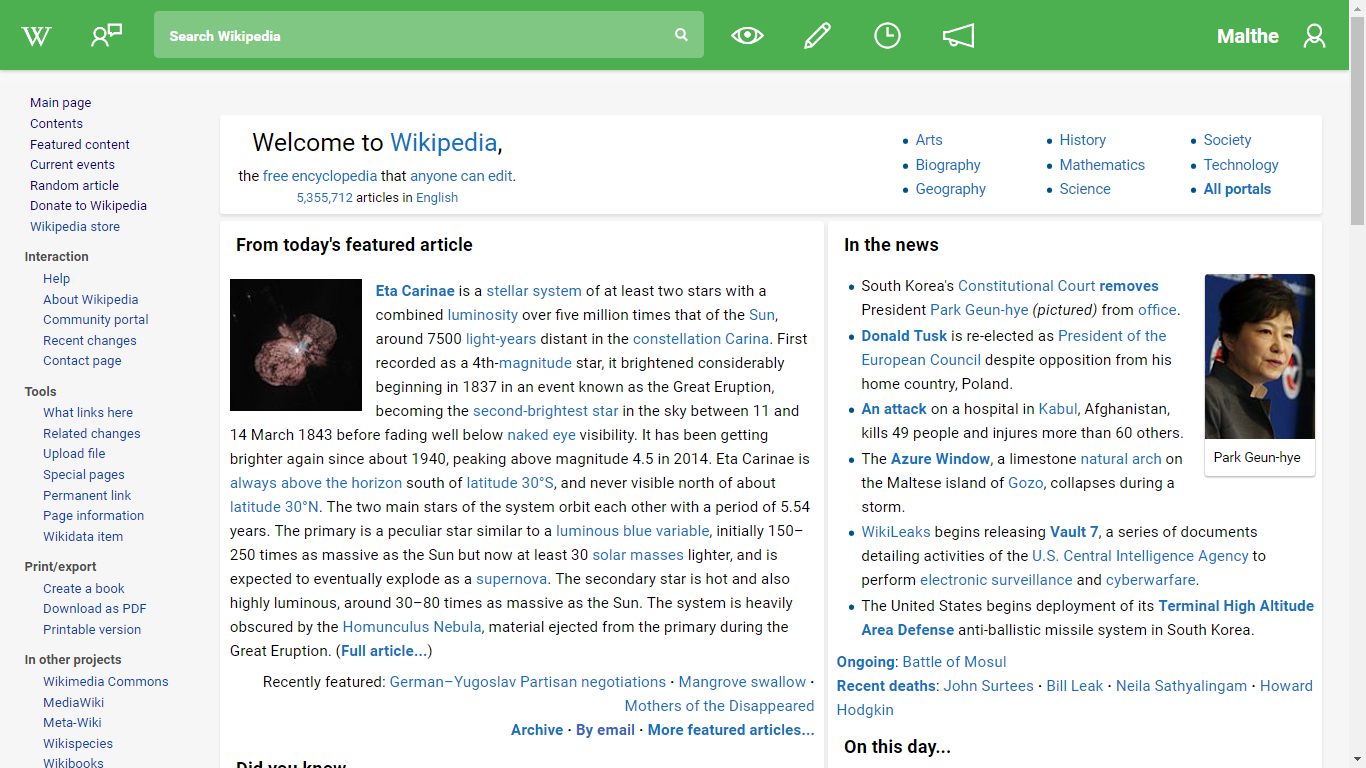 W
Search Wikipedia
Malthe
Main page
Contents
Featured content
Current events
Random article
Donate to Wikipedia
Wikipedia store
Interaction
Help
About Wikipedia
Community portal
Recent changes
Contact page
Tools
What links here
Related changes
Upload file
Special pages
Permanent link
Page information
Wikidata item
Print/export
Create a book
Download as PDF
Printable version
In other projects
Wikimedia Commons
MediaWiki
Meta-Wiki
Wikispecies
Wikibooks
Welcome to Wikipedia,
the free encyclopedia that anyone can edit.
5,355,712 articles in English
Arts
Biography
Geography
History
Mathematics
Science
Society
Technology
All portals
From today's featured article
Eta Carinae is a stellar system of at least two stars with a
combined luminosity over five million times that of the Sun,
around 7500 light-years distant in the constellation Carina. First
recorded as a 4th-magnitude star, it brightened considerably
beginning in 1837 in an event known as the Great Eruption,
becoming the second-brightest star in the sky between 11 and
14 March 1843 before fading well below naked eye visibility. It has been getting
brighter again since about 1940, peaking above magnitude 4.5 in 2014. Eta Carinae is
always above the horizon south of latitude 30°S, and never visible north of about
latitude 30°N. The two main stars of the system orbit each other with a period of 5.54
years. The primary is a peculiar star similar to a luminous blue variable, initially 150–
250 times as massive as the Sun but now at least 30 solar masses lighter, and is
expected to eventually explode as a supernova. The secondary star is hot and also
highly luminous, around 30–80 times as massive as the Sun. The system is heavily
obscured by the Homunculus Nebula, material ejected from the primary during the
Great Eruption. (Full article...)
Recently featured: German–Yugoslav Partisan negotiations · Mangrove swallow ·
Mothers of the Disappeared
Archive · By email · More featured articles...
Did you know
In the news
South Korea's Constitutional Court removes
President Park Geun-hye (pictured) from office.
Donald Tusk is re-elected as President of the
European Council despite opposition from his
home country, Poland.
An attack on a hospital in Kabul, Afghanistan,
kills 49 people and injures more than 60 others.
The Azure Window, a limestone natural arch on
the Maltese island of Gozo, collapses during a
storm.
WikiLeaks begins releasing Vault 7, a series of documents
detailing activities of the U.S. Central Intelligence Agency to
perform electronic surveillance and cyberwarfare.
The United States begins deployment of its Terminal High Altitude
Area Defense anti-ballistic missile system in South Korea.
Park Geun-hye
Ongoing: Battle of Mosul
Recent deaths: John Surtees · Bill Leak · Neila Sathyalingam · Howard
Hodgkin
On this day...